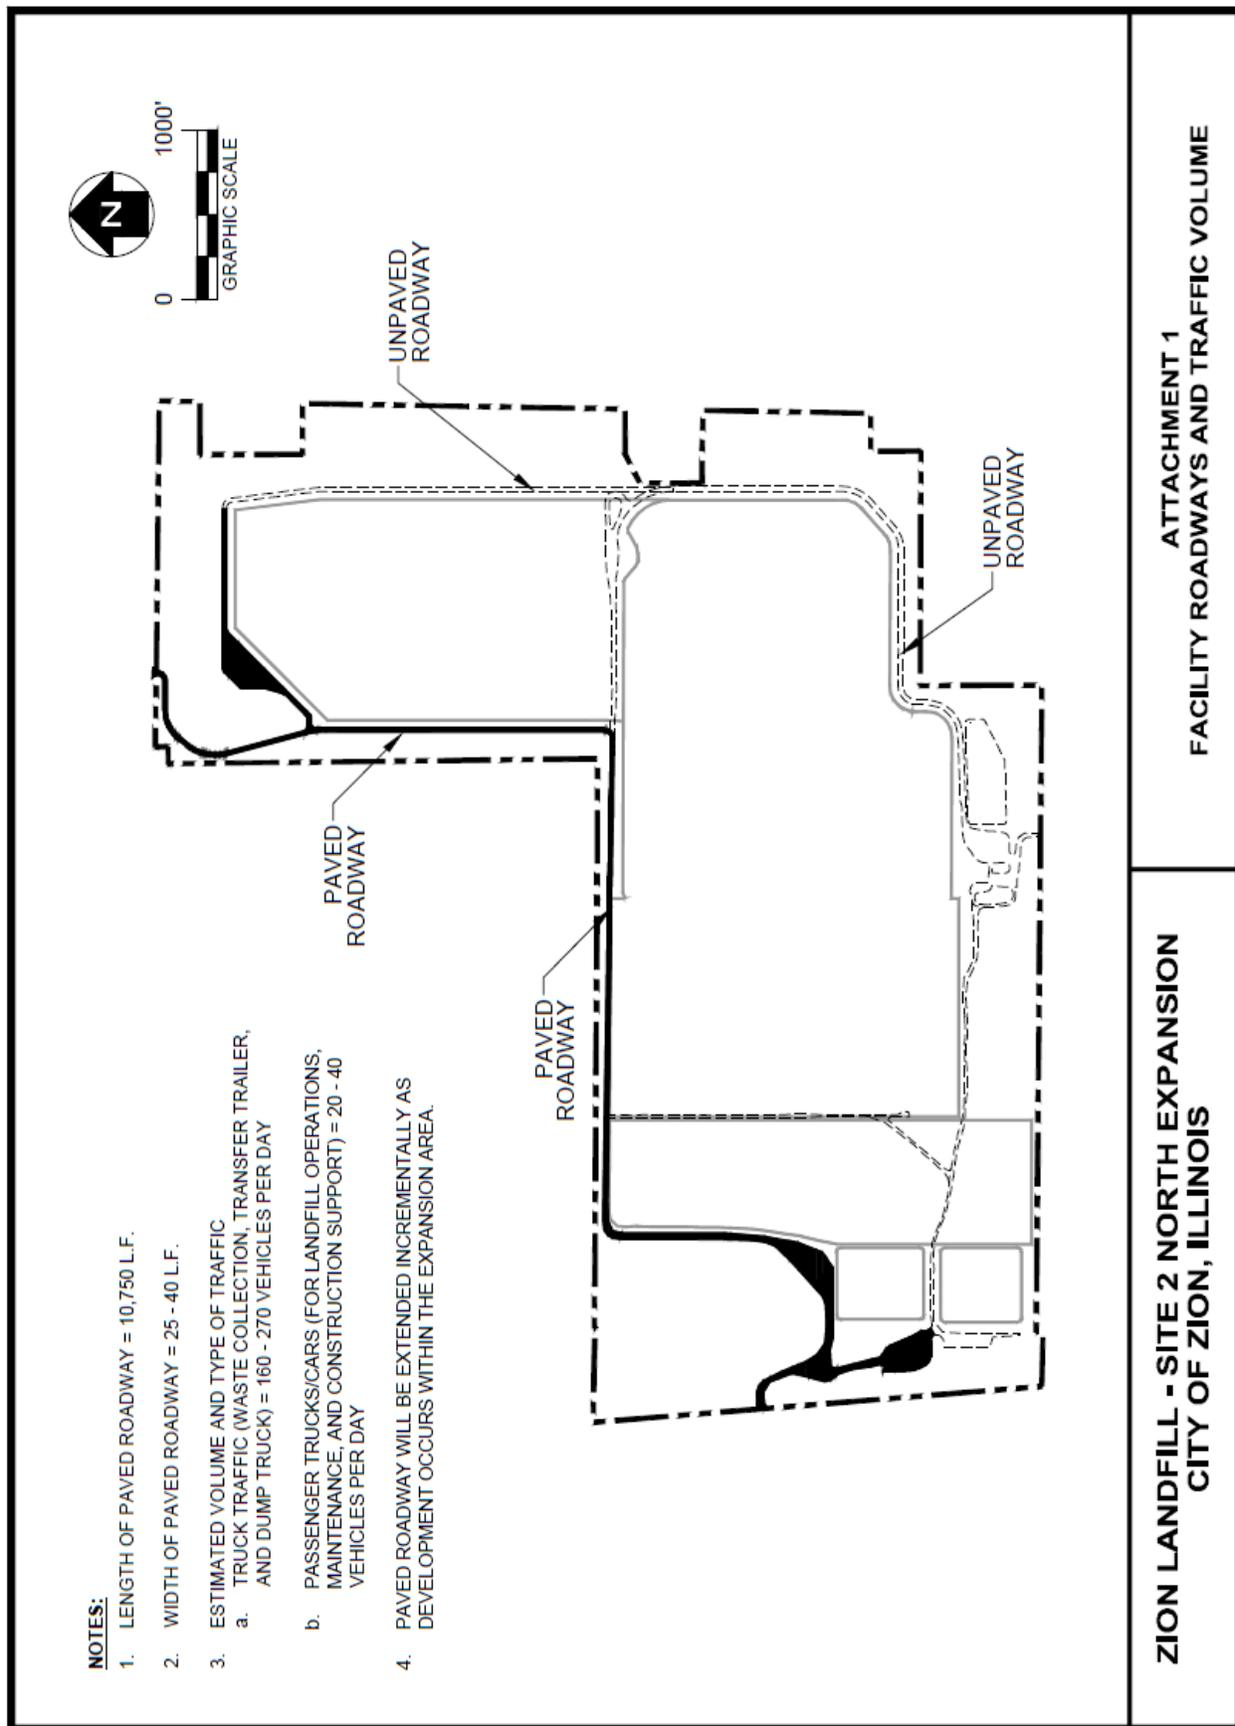 NOTES:
1. LENGTH OF PAVED ROADWAY = 10,750 L.F.
2. WIDTH OF PAVED ROADWAY = 25 - 40 L.F.
3. ESTIMATED VOLUME AND TYPE OF TRAFFIC
a. TRUCK TRAFFIC (WASTE COLLECTION, TRANSFER TRAILER,
AND DUMP TRUCK) = 160 - 270 VEHICLES PER DAY
b. PASSENGER TRUCKS/CARS (FOR LANDFILL OPERATIONS,
MAINTENANCE, AND CONSTRUCTION SUPPORT) = 20 - 40
VEHICLES PER DAY
4. PAVED ROADWAY WILL BE EXTENDED INCREMENTALLY AS
DEVELOPMENT OCCURS WITHIN THE EXPANSION AREA.
N
0 1000'
GRAPHIC SCALE
PAVED
ROADWAY
UNPAVED
ROADWAY
PAVED
ROADWAY
UNPAVED
ROADWAY
ZION LANDFILL - SITE 2 NORTH EXPANSION
CITY OF ZION, ILLINOIS
ATTACHMENT 1
FACILITY ROADWAYS AND TRAFFIC VOLUME